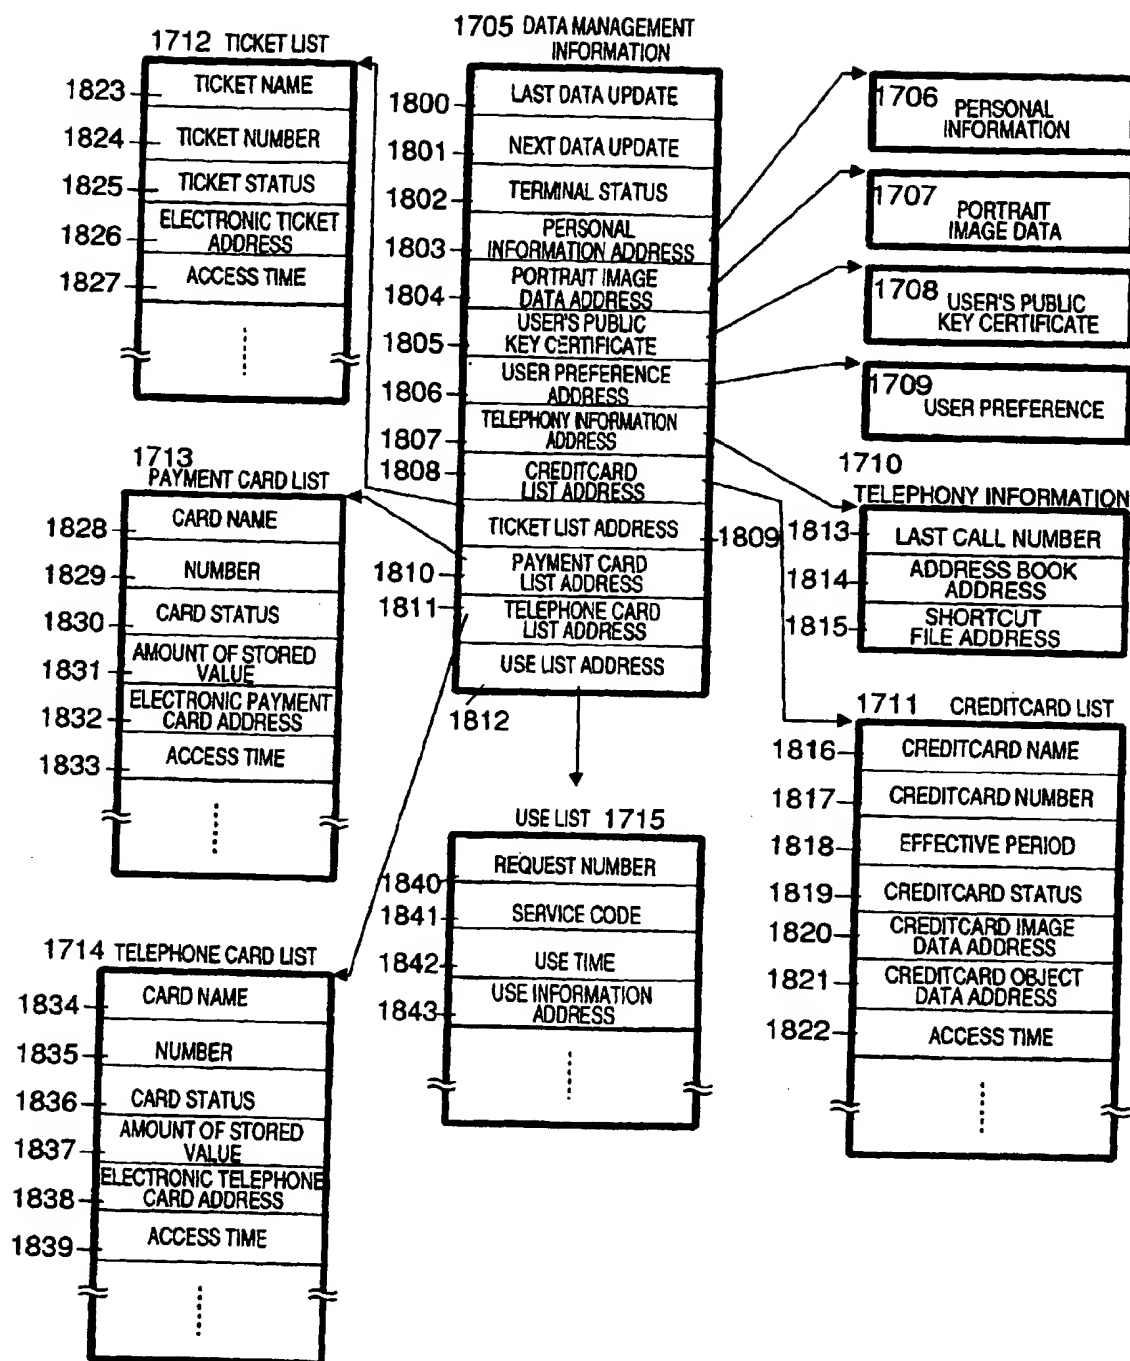 1712 TICKET LIST
1823 TICKET NAME
1824 TICKET NUMBER
1825 TICKET STATUS
1826 ELECTRONIC TICKET
ADDRESS
1827 ACCESS TIME
1713
PAYMENT CARD LIST
1828 CARD NAME
1829 NUMBER
1830 CARD STATUS
1831 AMOUNT OF STORED
VALUE
1832 ELECTRONIC PAYMENT
CARD ADDRESS
1833 ACCESS TIME
1714 TELEPHONE CARD LIST
1834 CARD NAME
1835 NUMBER
1836 CARD STATUS
1837 AMOUNT OF STORED
VALUE
1838 ELECTRONIC TELEPHONE
CARD ADDRESS
1839 ACCESS TIME
1705 DATA MANAGEMENT
INFORMATION
1800 LAST DATA UPDATE
1801 NEXT DATA UPDATE
1802 TERMINAL STATUS
1803 PERSONAL
INFORMATION ADDRESS
1804 PORTRAIT IMAGE
DATA ADDRESS
1805 USER'S PUBLIC
KEY CERTIFICATE
1806 USER PREFERENCE
ADDRESS
1807 TELEPHONY INFORMATION
ADDRESS
1808 CREDITCARD
LIST ADDRESS
TICKET LIST ADDRESS 1809
1810 PAYMENT CARD
LIST ADDRESS
1811 TELEPHONE CARD
LIST ADDRESS
USE LIST ADDRESS
1812
USE LIST 1715
1840 REQUEST NUMBER
1841 SERVICE CODE
1842 USE TIME
1843 USE INFORMATION
ADDRESS
1706 PERSONAL
INFORMATION
1707 PORTRAIT
IMAGE DATA
1708 USER'S PUBLIC
KEY CERTIFICATE
1709 USER PREFERENCE
1710
TELEPHONY INFORMATION
1813 LAST CALL NUMBER
1814 ADDRESS BOOK
ADDRESS
1815 SHORTCUT
FILE ADDRESS
1711 CREDITCARD LIST
1816 CREDITCARD NAME
1817 CREDITCARD NUMBER
1818 EFFECTIVE PERIOD
1819 CREDITCARD STATUS
1820 CREDITCARD IMAGE
DATA ADDRESS
1821 CREDITCARD OBJECT
DATA ADDRESS
1822 ACCESS TIME